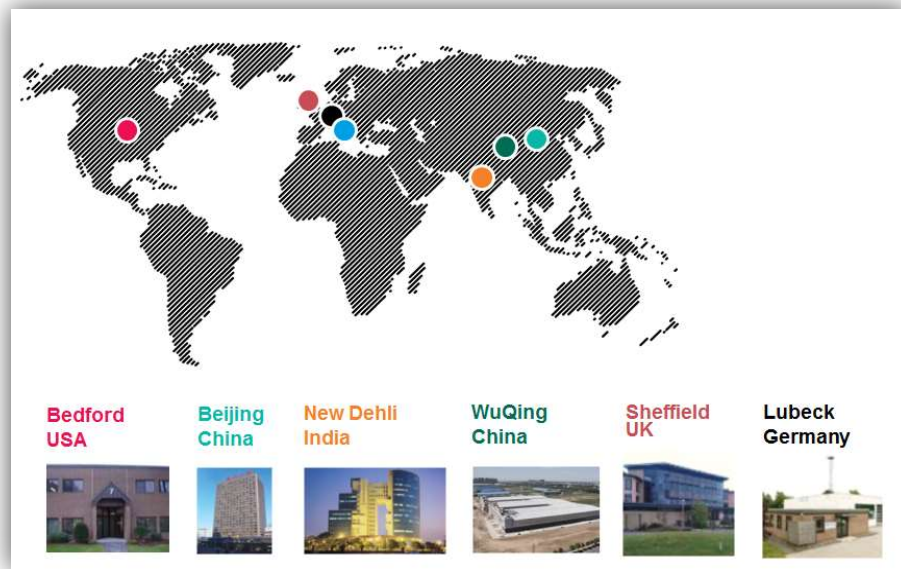 Bedford
USA
Beijing
China
New Dehli
India
WuQing
China
Sheffield
UK
Lubeck
Germany